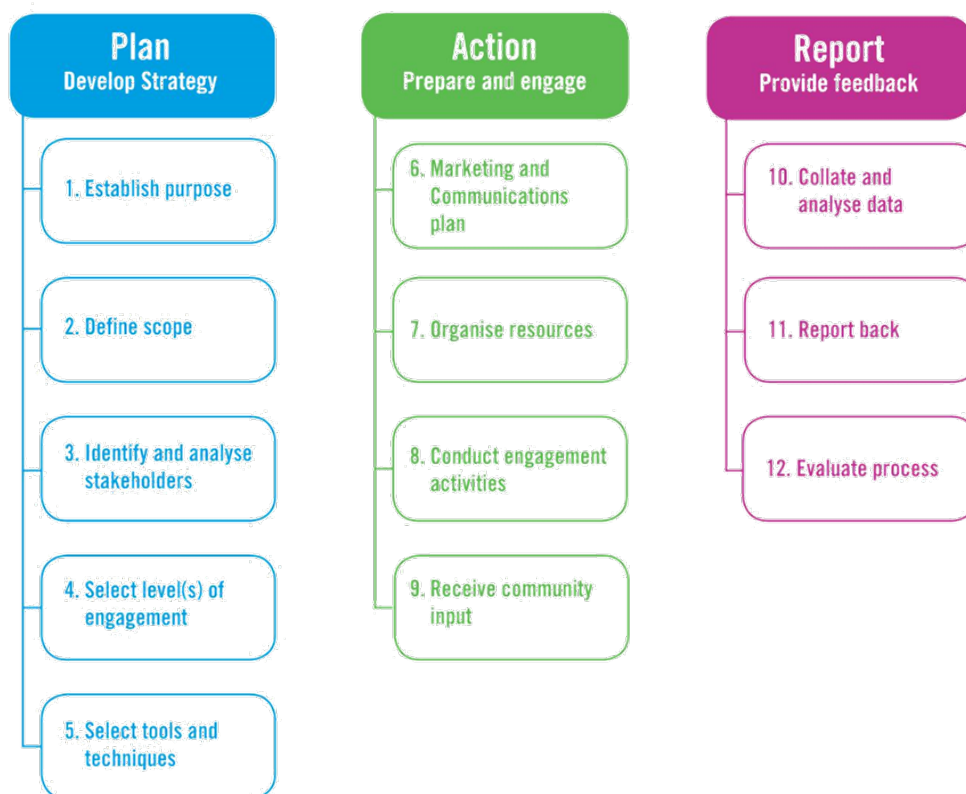 Plan
Develop Strategy
1. Establish purpose
2. Define scope
3. Identify and analyse
stakeholders
4. Select level(s) of
engagement
5. Select tools and
techniques
Action
Prepare and engage
6. Marketing and
Communications
plan
7. Organise resources
8. Conduct engagement
activities
9. Receive community
input
Report
Provide feedback
10. Collate and
analyse data
11. Report back
12. Evaluate process